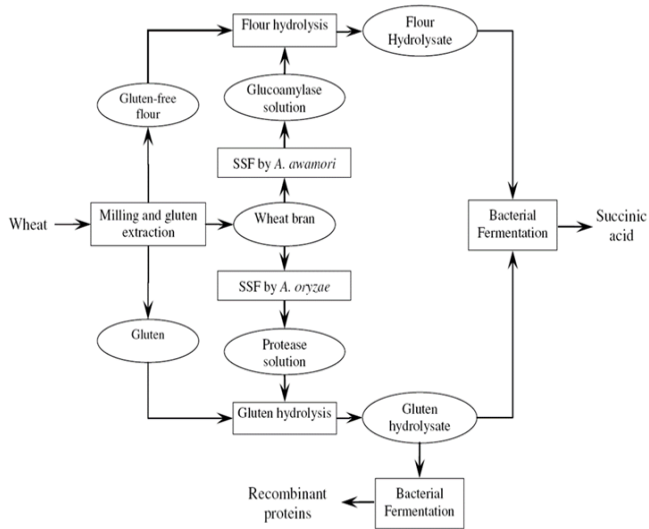 Flour hydrolysis
Flour
Hydrolysate
Gluten-free
flour
Glucoamylase
solution
SSF by A. awamori
Wheat
Milling and gluten
extraction
Wheat bran
Bacterial
Fermentation
Succinic
acid
SSF by A. oryzae
Gluten
Protease
solution
Gluten hydrolysis
Gluten
hydrolysate
Recombinant
proteins
Bacterial
Fermentation